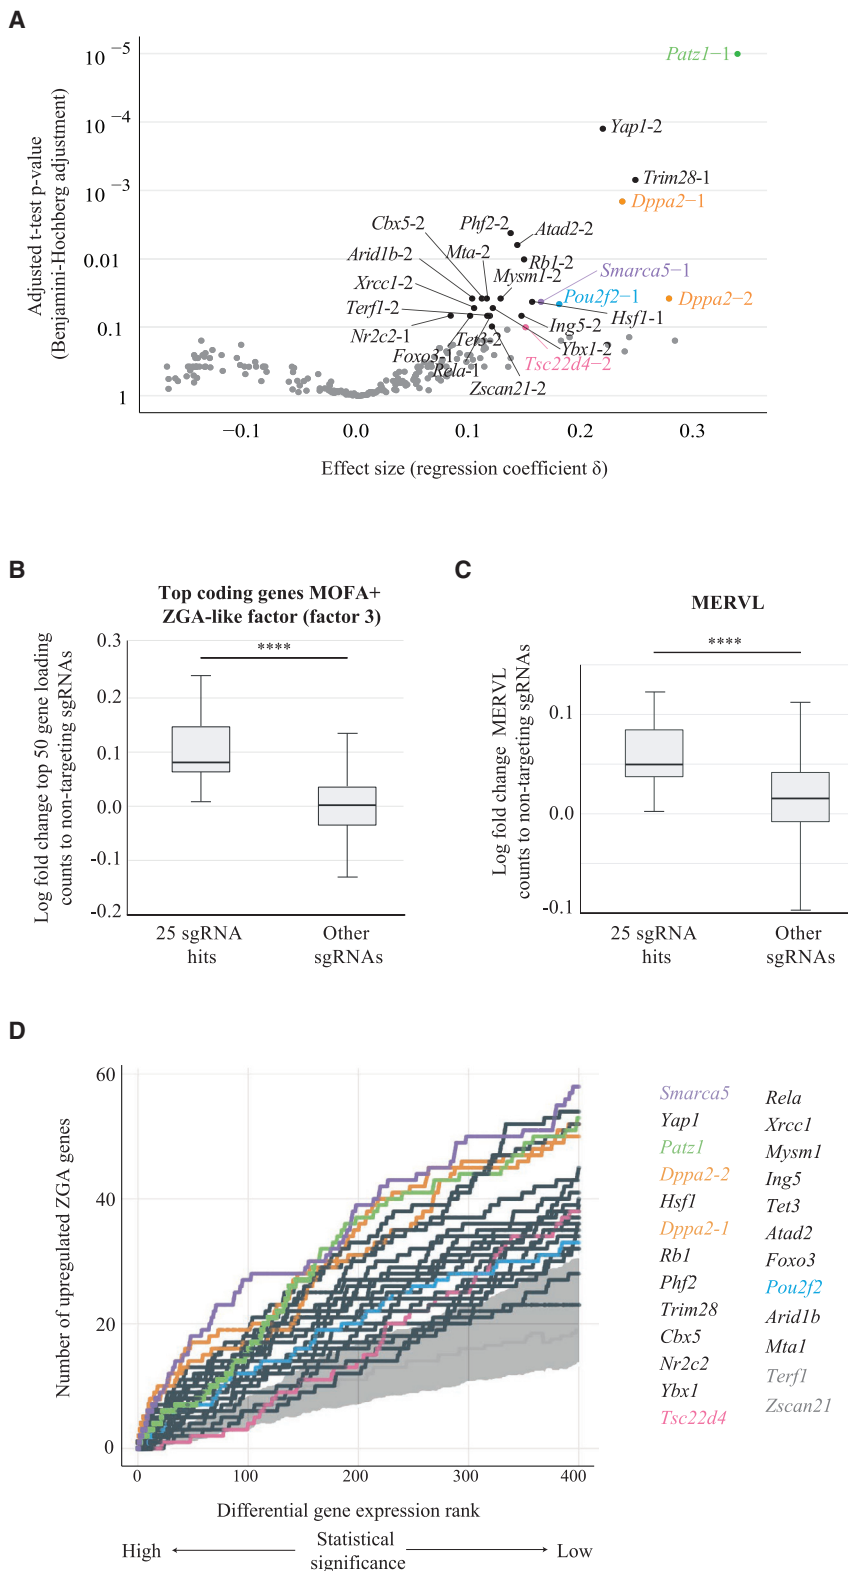 A
Adjusted t-test p-value
(Benjamini-Hochberg adjustment)
10 −5
10 −4
10 −3
0.01
0.1
1
Patz1−1
Yap1-2
Trim28-1
Dppa2−1
Cbx5-2
Phf2-2
Atad2-2
Arid1b-2
Mta-2
Rb1-2
Xrcc1-2
Mysm1-2
Smarca5−1
Terf1-2
Pou2f2−1
Dppa2−2
Nr2c2-1
Hsf1-1
Ing5-2
Foxo3-1
Tet3-2
Ybx1-2
Rela-1
Tsc22d4−2
Zscan21-2
−0.1
0.0
0.1
0.2
0.3
Effect size (regression coefficient δ)
B
Top coding genes MOFA+
ZGA-like factor (factor 3)
Log fold change top 50 gene loading
counts to non-targeting sgRNAs
0.3
0.2
0.1
0.0
-0.1
-0.2
****
25 sgRNA
hits
Other
sgRNAs
C
MERVL
Log fold change MERVL
counts to non-targeting sgRNAs
0.1
0.0
-0.1
****
25 sgRNA
hits
Other
sgRNAs
D
Number of upregulated ZGA genes
60
40
20
0
0
100
200
300
400
Differential gene expression rank
High
Statistical
significance
Low
Smarca5
Yap1
Patz1
Dppa2-2
Hsf1
Dppa2-1
Rb1
Phf2
Trim28
Cbx5
Nr2c2
Ybx1
Tsc22d4
Rela
Xrcc1
Mysm1
Ing5
Tet3
Atad2
Foxo3
Pou2f2
Arid1b
Mta1
Terf1
Zscan21